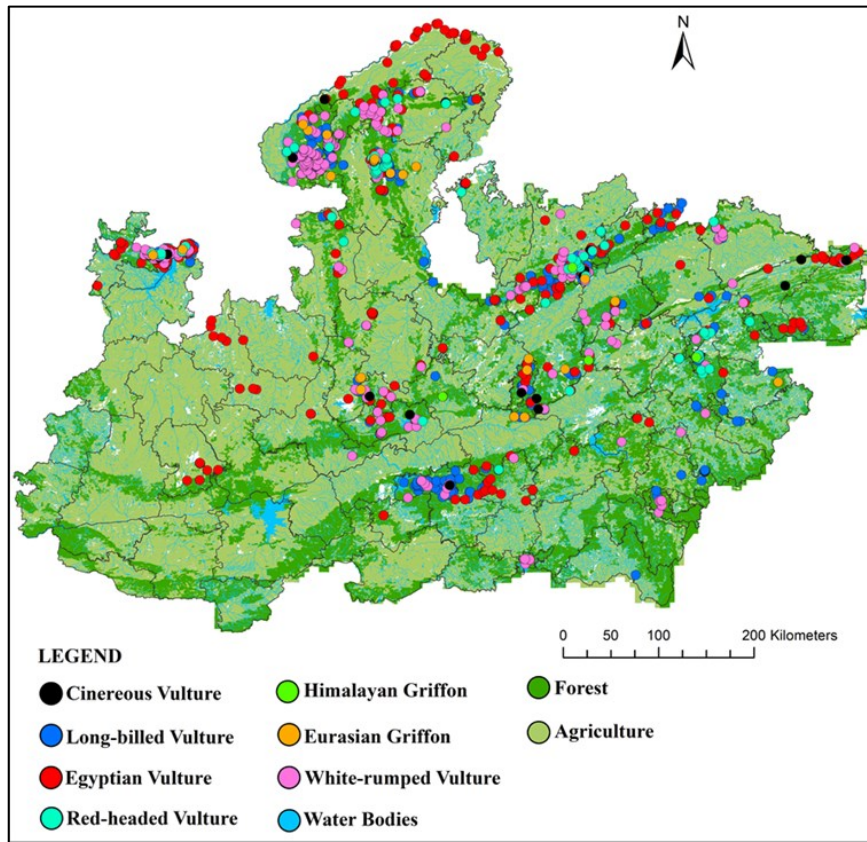 N
0 50 100 200 Kilometers
LEGEND
Cinereous Vulture
Himalayan Griffon
Forest
Long-billed Vulture
Eurasian Griffon
Agriculture
Egyptian Vulture
White-rumped Vulture
Red-headed Vulture
Water Bodies